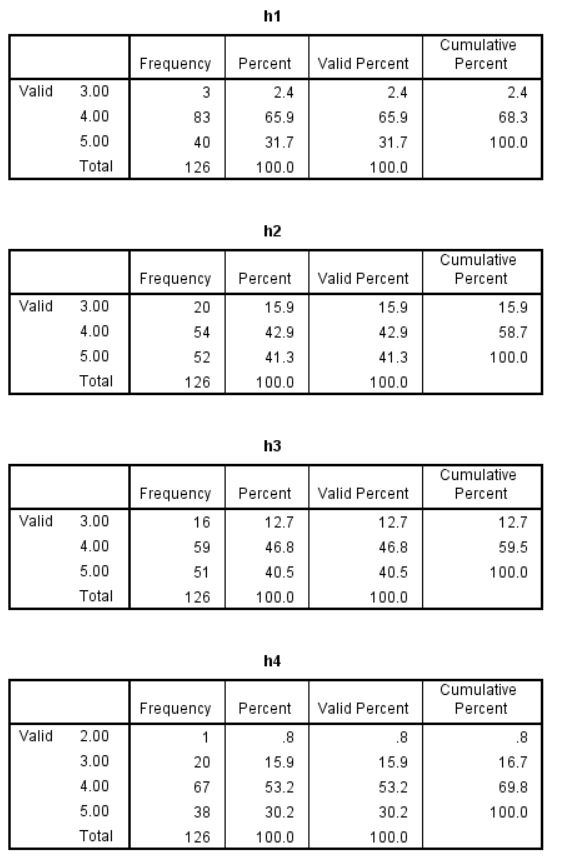 h1
Frequency Percent Valid Percent Cumulative Percent
Valid 3.00 3 2.4 2.4 2.4
4.00 83 65.9 65.9 68.3
5.00 40 31.7 31.7 100.0
Total 126 100.0 100.0
h2
Frequency Percent Valid Percent Cumulative Percent
Valid 3.00 20 15.9 15.9 15.9
4.00 54 42.9 42.9 58.7
5.00 52 41.3 41.3 100.0
Total 126 100.0 100.0
h3
Frequency Percent Valid Percent Cumulative Percent
Valid 3.00 16 12.7 12.7 12.7
4.00 59 46.8 46.8 59.5
5.00 51 40.5 40.5 100.0
Total 126 100.0 100.0
h4
Frequency Percent Valid Percent Cumulative Percent
Valid 2.00 1 .8 .8 .8
3.00 20 15.9 15.9 16.7
4.00 67 53.2 53.2 69.8
5.00 38 30.2 30.2 100.0
Total 126 100.0 100.0